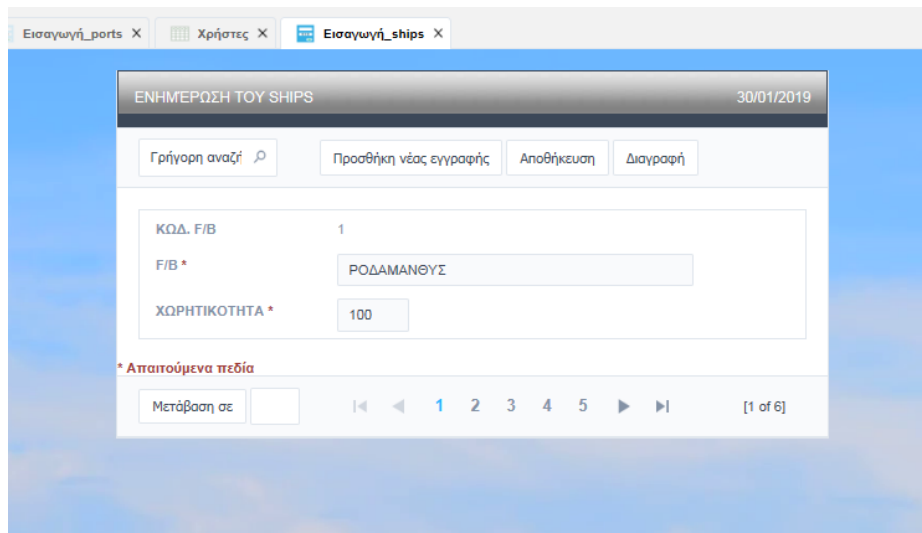 Εισαγωγή_ports X Χρήστες X Εισαγωγή_ships X
ΕΝΗΜΈΡΩΣΗ ΤΟΥ SHIPS 30/01/2019
Γρήγορη αναζή Προσθήκη νέας εγγραφής Αποθήκευση Διαγραφή
ΚΩΔ. F/B 1
F/B * ΡΟΔΑΜΑΝΘΥΣ
ΧΩΡΗΤΙΚΟΤΗΤΑ * 100
* Απαιτούμενα πεδία
Μετάβαση σε 1 2 3 4 5 [1 of 6]